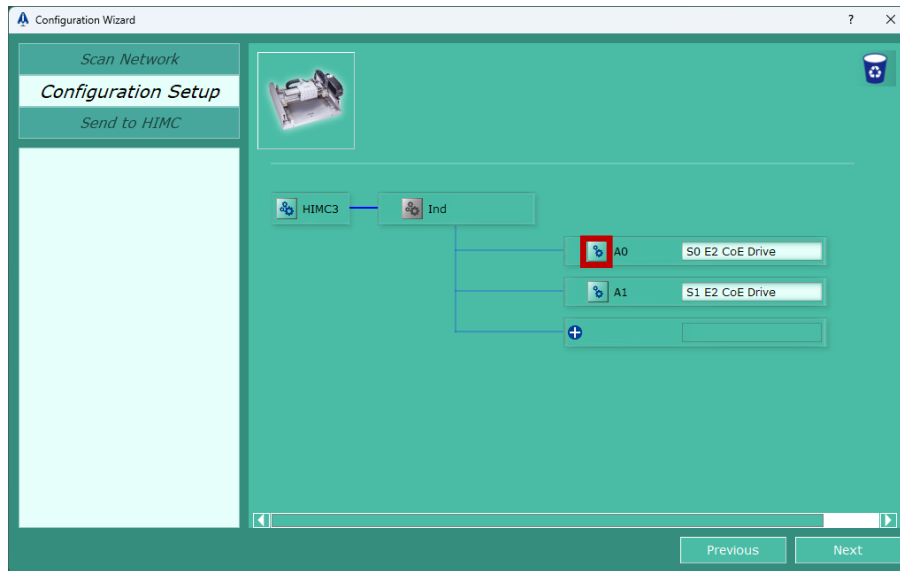 Configuration Wizard
?
Scan Network
Configuration Setup
Send to HIMC
HIMC3
Ind
A0
S0 E2 CoE Drive
A1
S1 E2 CoE Drive
Previous
Next